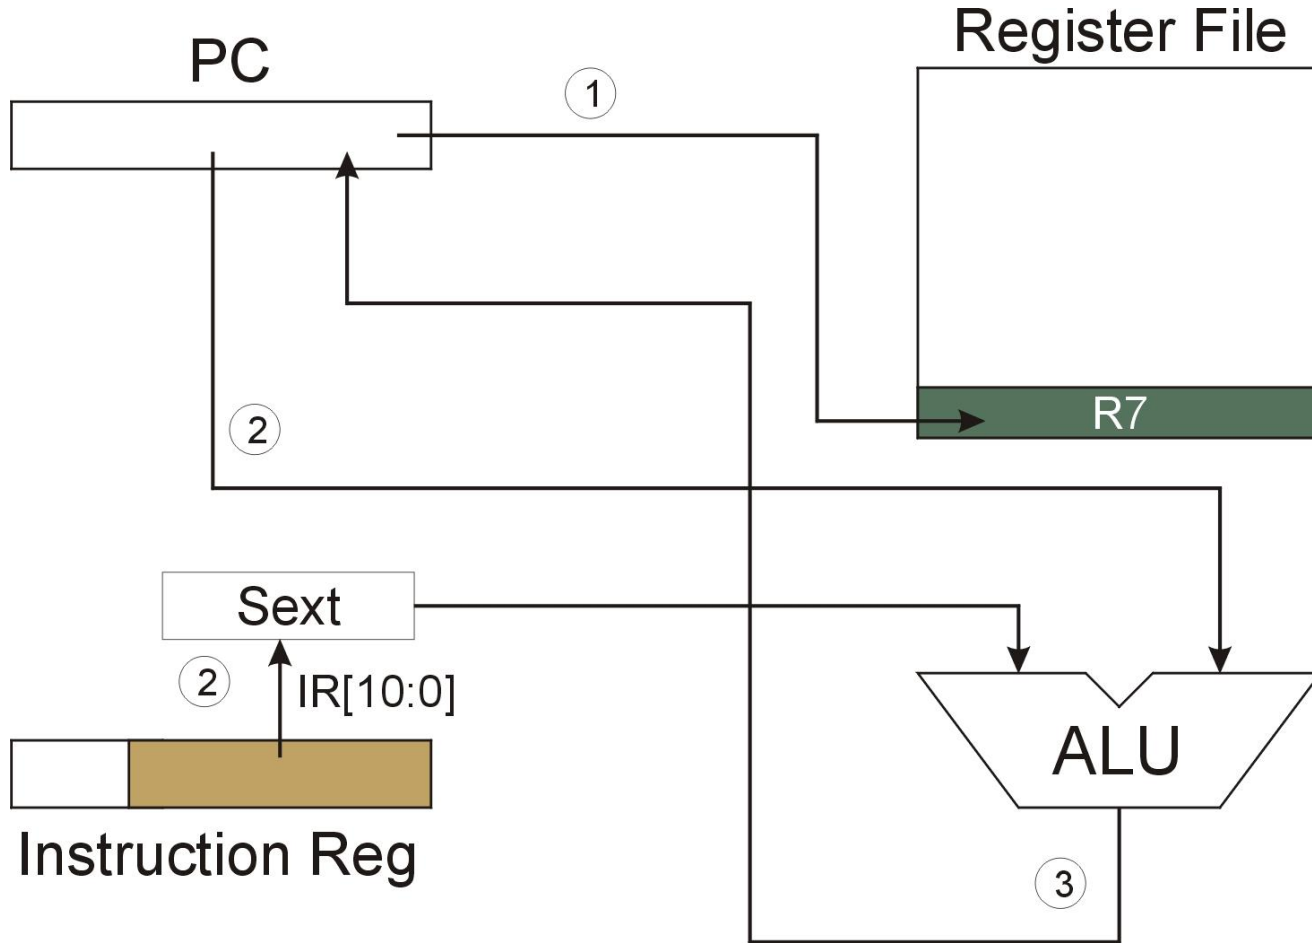 Register File
PC
1
R7
2
Sext
2
IR[10:0]
ALU
Instruction Reg
3